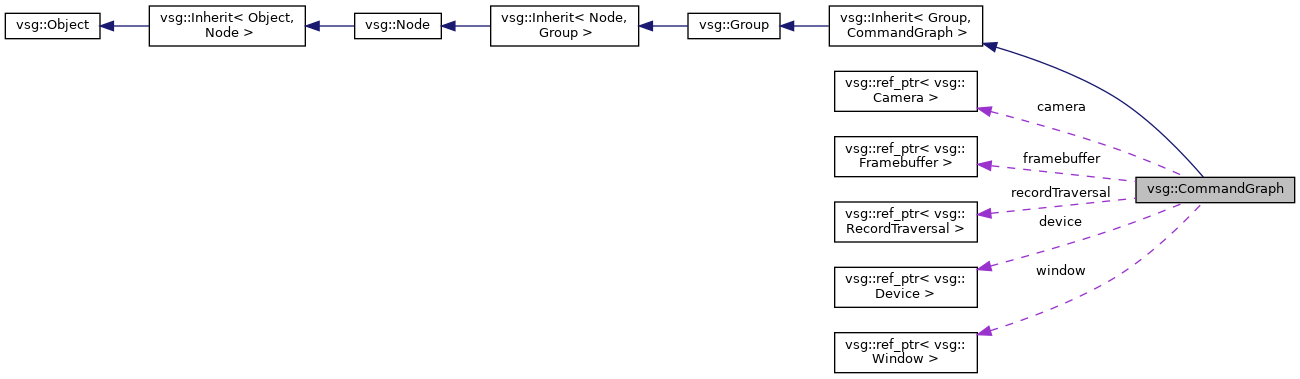 vsg::Object
vsg::Inherit< Object,
Node >
vsg::Node
vsg::Inherit< Node,
Group >
vsg::Group
vsg::Inherit< Group,
CommandGraph >
vsg::ref_ptr< vsg::
Camera >
camera
vsg::ref_ptr< vsg::
Framebuffer >
framebuffer
vsg::CommandGraph
vsg::ref_ptr< vsg::
RecordTraversal >
recordTraversal
device
vsg::ref_ptr< vsg::
Device >
window
vsg::ref_ptr< vsg::
Window >